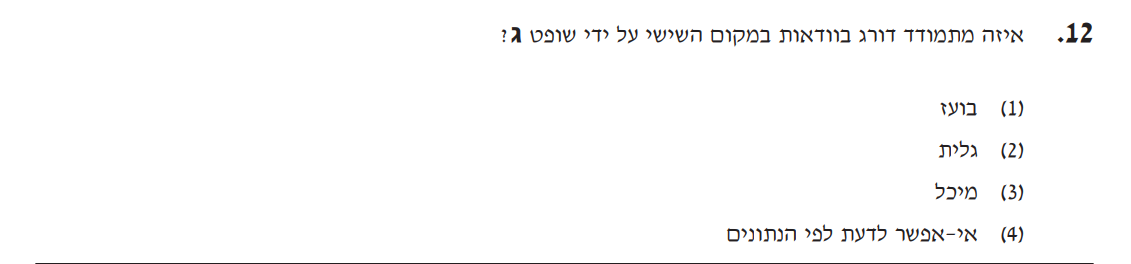 12. איזה מתמודד דורג בוודאות במקום השישי על ידי שופט ג?
(1) בועז
(2) גלית
(3) מיכל
(4) אי-אפשר לדעת לפי הנתונים